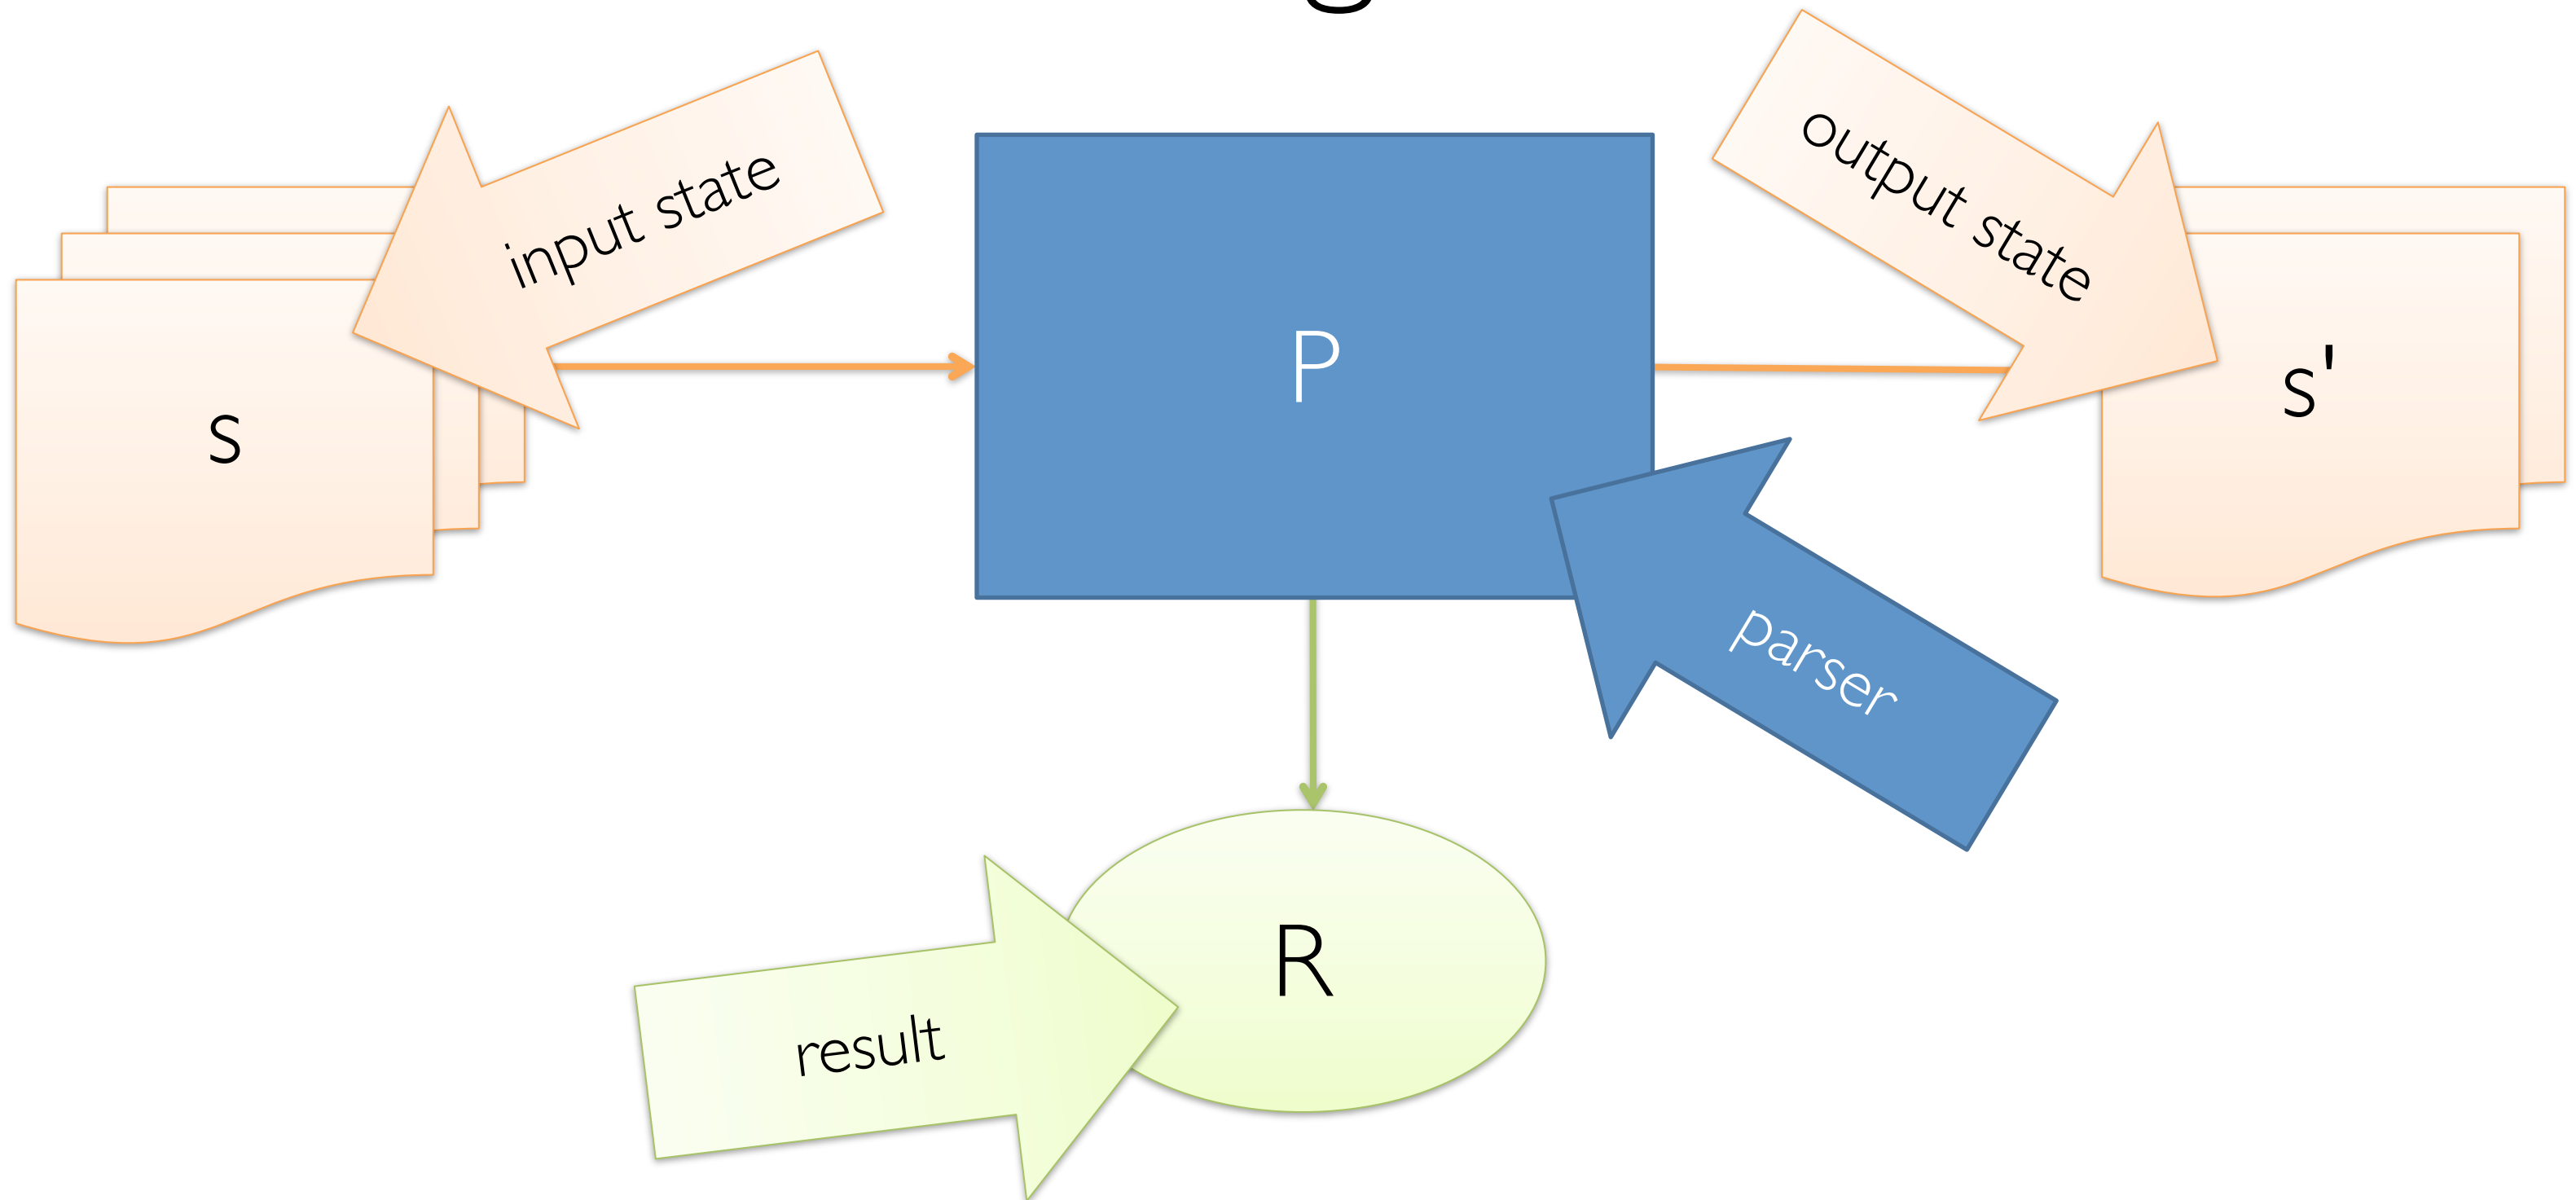 input state
output state
P
s
s'
parser
R
result